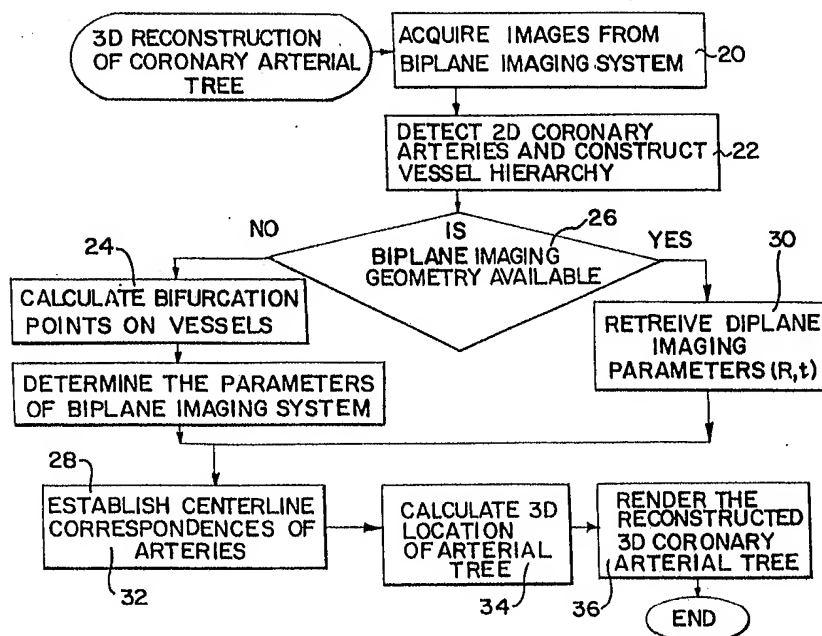 3D RECONSTRUCTION
OF CORONARY ARTERIAL
TREE
ACQUIRE IMAGES FROM
BIPLANE IMAGING SYSTEM
20
DETECT 2D CORONARY
ARTERIES AND CONSTRUCT
VESSEL HIERARCHY
22
NO
IS
BIPLANE IMAGING
GEOMETRY AVAILABLE
26
YES
24
CALCULATE BIFURCATION
POINTS ON VESSELS
30
RETREIVE DIPLANE
IMAGING
PARAMETERS (R,t)
DETERMINE THE PARAMETERS
OF BIPLANE IMAGING SYSTEM
28
ESTABLISH CENTERLINE
CORRESPONDENCES OF
ARTERIES
32
CALCULATE 3D
LOCATION
OF ARTERIAL
TREE
34
RENDER THE
RECONSTRUCTED
3D CORONARY
ARTERIAL TREE
36
END